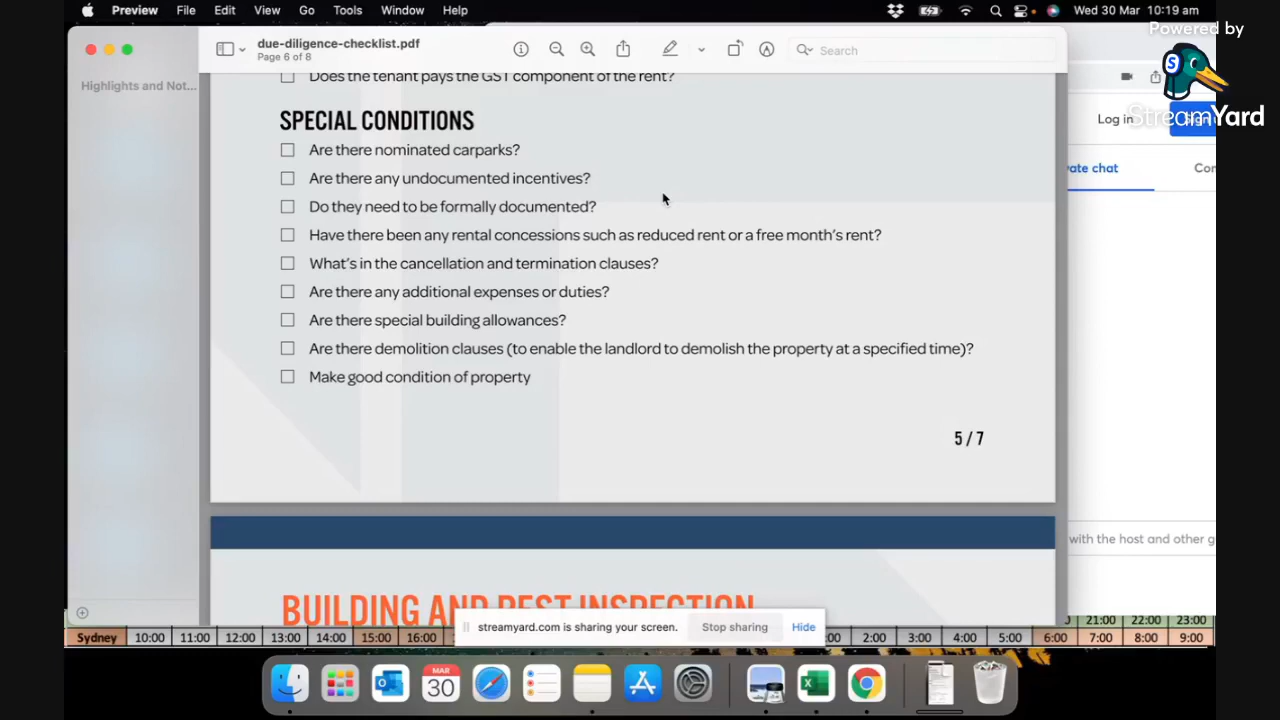 Preview File Edit View Go Tools Window Help Wed 30 Mar 10:19 am
Powered by
StreamYard
due-diligence-checklist.pdf
Page 6 of 8
Search
Highlights and Not...
Does the tenant pays the GST component of the rent?
Log in
SPECIAL CONDITIONS
Are there nominated carparks?
ate chat
Are there any undocumented incentives?
Do they need to be formally documented?
Have there been any rental concessions such as reduced rent or a free month's rent?
What's in the cancellation and termination clauses?
Are there any additional expenses or duties?
Are there special building allowances?
Are there demolition clauses (to enable the landlord to demolish the property at a specified time)?
Make good condition of property
5 / 7
with the host and other g
BUILDING AND PEST INSPECTION
streamyard.com is sharing your screen. Stop sharing Hide
21:00 22:00 23:00
Sydney 10:00 11:00 12:00 13:00 14:00 15:00 16:00 2:00 3:00 4:00 5:00 6:00 7:00 8:00 9:00
MAR
30